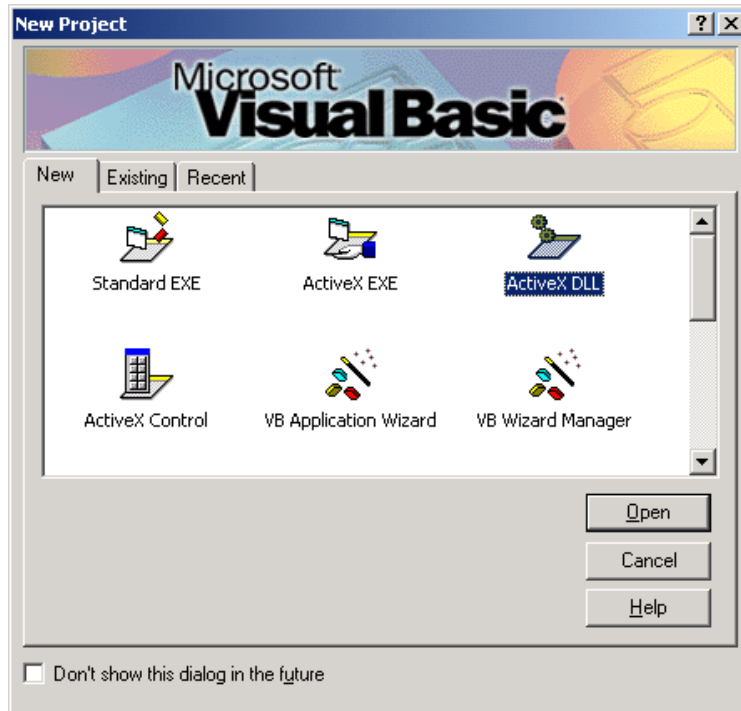 New Project
Microsoft
Visual Basic
New Existing Recent
Standard EXE ActiveX EXE ActiveX DLL
ActiveX Control VB Application Wizard VB Wizard Manager
Open
Cancel
Help
Don't show this dialog in the future